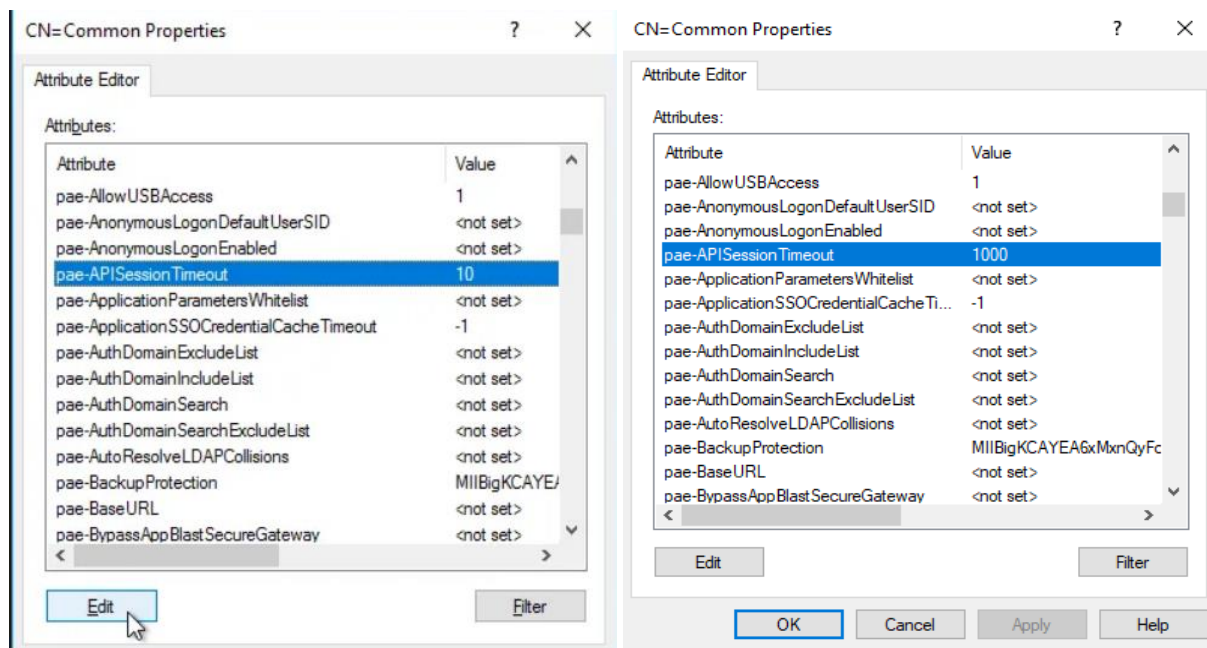 CN=Common Properties ? ×
Attribute Editor
Attributes:
Attribute Value
pae-AllowUSBAccess 1
pae-AnonymousLogonDefaultUserSID <not set>
pae-AnonymousLogonEnabled <not set>
pae-APISessionTimeout 10
pae-ApplicationParametersWhitelist <not set>
pae-ApplicationSSOCredentialCacheTimeout -1
pae-AuthDomainExcludeList <not set>
pae-AuthDomainIncludeList <not set>
pae-AuthDomainSearch <not set>
pae-AuthDomainSearchExcludeList <not set>
pae-AutoResolveLDAPCollisions <not set>
pae-BackupProtection MIIBigKCAYEA
pae-BaseURL <not set>
pae-BypassAppBlastSecureGateway <not set>
Edit Filter
CN=Common Properties ? ×
Attribute Editor
Attributes:
Attribute Value
pae-AllowUSBAccess 1
pae-AnonymousLogonDefaultUserSID <not set>
pae-AnonymousLogonEnabled <not set>
pae-APISessionTimeout 1000
pae-ApplicationParametersWhitelist <not set>
pae-ApplicationSSOCredentialCacheTi... -1
pae-AuthDomainExcludeList <not set>
pae-AuthDomainIncludeList <not set>
pae-AuthDomainSearch <not set>
pae-AuthDomainSearchExcludeList <not set>
pae-AutoResolveLDAPCollisions <not set>
pae-BackupProtection MIIBigKCAYEA6xMxnQyFc
pae-BaseURL <not set>
pae-BypassAppBlastSecureGateway <not set>
Edit Filter
OK Cancel Apply Help